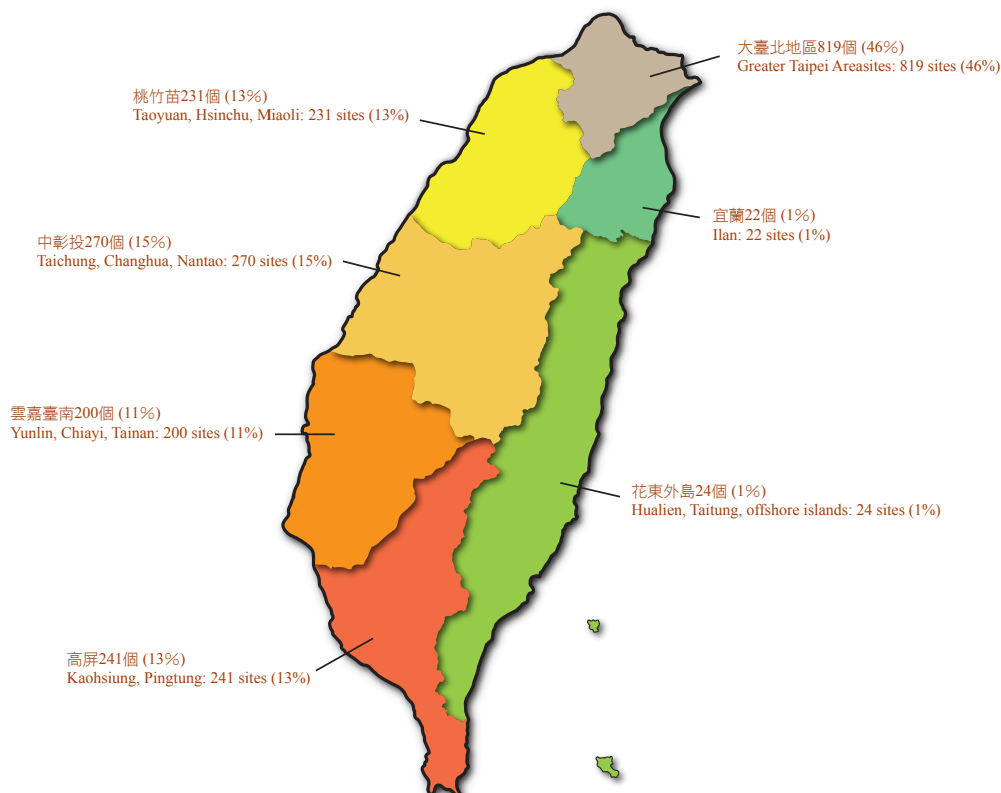 大臺北地區819個 (46%)
Greater Taipei Areasites: 819 sites (46%)
桃竹苗231個 (13%)
Taoyuan, Hsinchu, Miaoli: 231 sites (13%)
宜蘭22個 (1%)
Ilan: 22 sites (1%)
中彰投270個 (15%)
Taichung, Changhua, Nantao: 270 sites (15%)
雲嘉臺南200個 (11%)
Yunlin, Chiayi, Tainan: 200 sites (11%)
花東外島24個 (1%)
Hualien, Taitung, offshore islands: 24 sites (1%)
高屏241個 (13%)
Kaohsiung, Pingtung: 241 sites (13%)